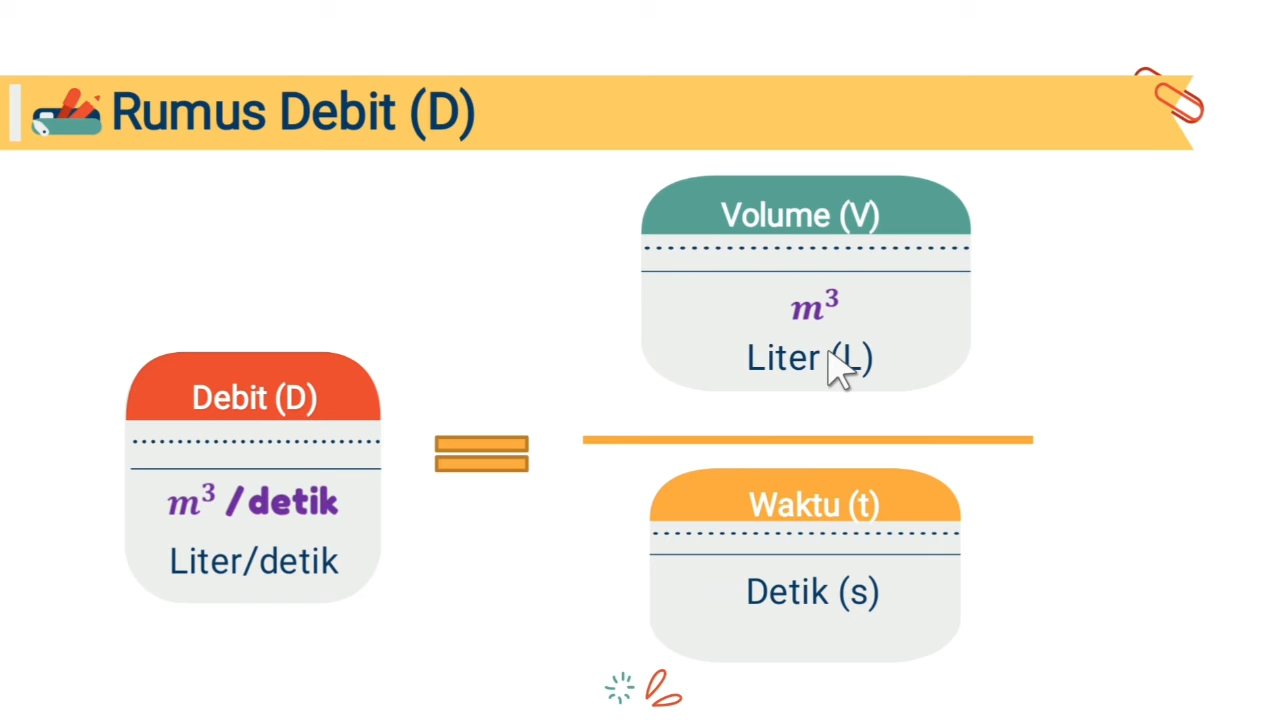 Rumus Debit (D)
Volume (V)
m³
Liter (L)
Debit (D)
m³ /detik
Liter/detik
=
Waktu (t)
Detik (s)